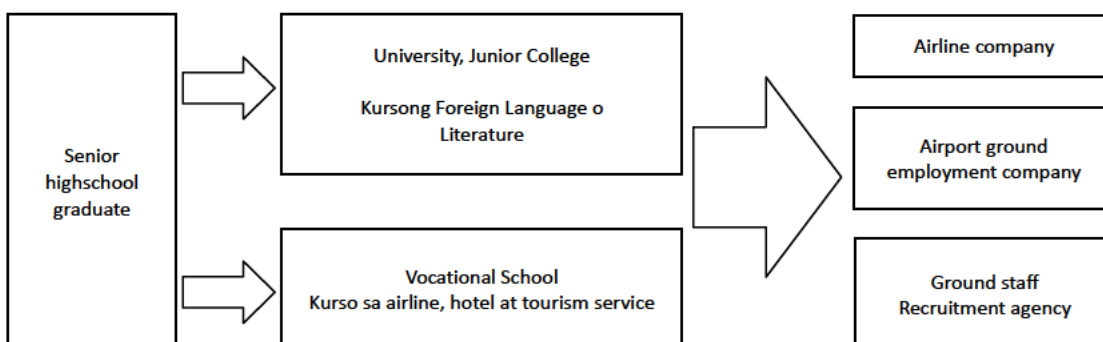 Senior
highschool
graduate
University, Junior College
Kursong Foreign Language o
Literature
Vocational School
Kurso sa airline, hotel at tourism service
Airline company
Airport ground
employment company
Ground staff
Recruitment agency